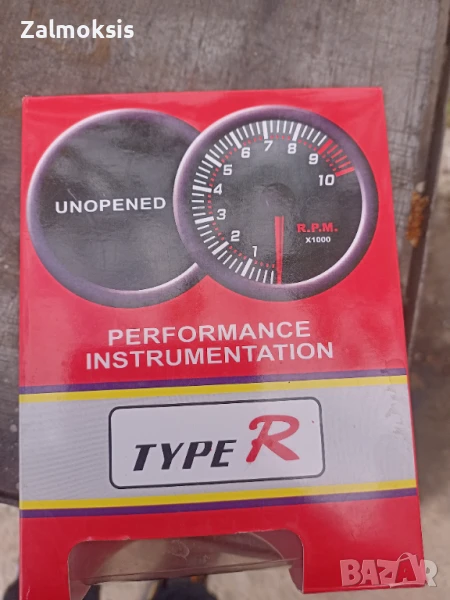 Zalmoksis
UNOPENED
1 2 3 4 5 6 7 8 9 10
R.P.M.
X1000
PERFORMANCE
INSTRUMENTATION
TYPE R
BAZAR